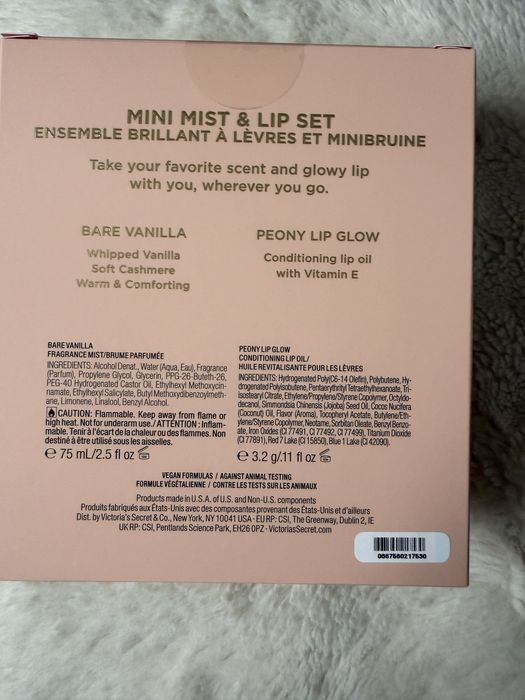 MINI MIST & LIP SET
ENSEMBLE BRILLANT À LÈVRES ET MINIBRUINE
Take your favorite scent and glowy lip
with you, wherever you go.
BARE VANILLA
Whipped Vanilla
Soft Cashmere
Warm & Comforting
PEONY LIP GLOW
Conditioning lip oil
with Vitamin E
BARE VANILLA
FRAGRANCE MIST/BRUME PARFUMÉE
INGREDIENTS: Alcohol Denat., Water (Aqua, Eau), Fragrance
(Parfum), Propylene Glycol, Glycerin, PPG-26-Buteth-26,
PEG-40 Hydrogenated Castor Oil, Ethylhexyl Methoxycin-
namate, Ethylhexyl Salicylate, Butyl Methoxydibenzoylmeth-
ane, Limonene, Linalool, Benzyl Alcohol.
CAUTION: Flammable. Keep away from flame or
high heat. Not for underarm use. / ATTENTION : Inflam-
mable. Tenir à l'écart de la chaleur ou des flammes. Non
destiné à être utilisé sous les aisselles.
℮ 75 mL/2.5 fl oz
PEONY LIP GLOW
CONDITIONING LIP OIL/
HUILE REVITALISANTE POUR LES LÈVRES
INGREDIENTS: Hydrogenated Poly(C6-14 Olefin), Polybutene, Hy-
drogenated Polyisobutene, Pentaerythrityl Tetraethylhexanoate, Tri-
isostearyl Citrate, Ethylene/Propylene/Styrene Copolymer, Octyldo-
decanol, Simmondsia Chinensis (Jojoba) Seed Oil, Cocos Nucifera
(Coconut) Oil, Flavor (Aroma), Tocopheryl Acetate, Butylene/Eth-
ylene/Styrene Copolymer, Neotame, Sorbitan Oleate, Benzyl Benzo-
ate, Iron Oxides (CI 77491, CI 77492, CI 77499), Titanium Dioxide
(CI 77891), Red 7 Lake (CI 15850), Blue 1 Lake (CI 42090).
℮ 3.2 g/.11 fl oz
VEGAN FORMULAS / AGAINST ANIMAL TESTING
FORMULE VÉGÉTALIENNE / CONTRE LES TESTS SUR LES ANIMAUX
Products made in U.S.A. of U.S. and Non-U.S. components
Produits fabriqués aux États-Unis avec des composantes provenant des États-Unis et d'ailleurs
Dist. by Victoria's Secret & Co., New York, NY 10041 USA · EU RP: CSI, The Greenway, Dublin 2, IE
UK RP: CSI, Pentlands Science Park, EH26 0PZ · VictoriasSecret.com
0667560217530